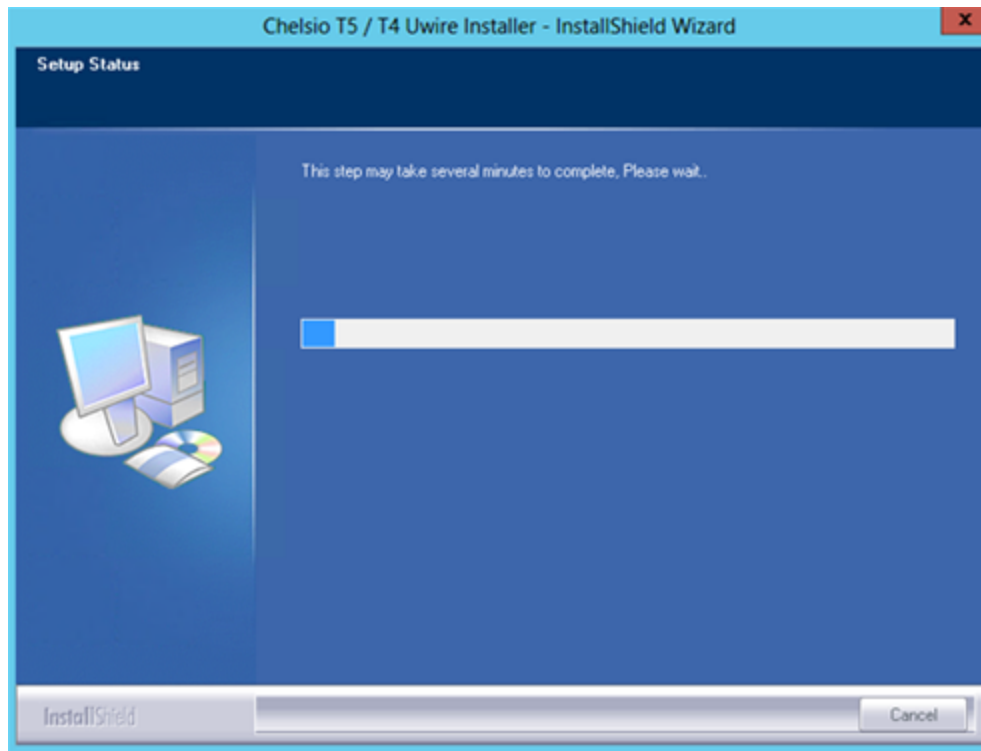 Chelsio T5 / T4 Uwire Installer - InstallShield Wizard
x
Setup Status
This step may take several minutes to complete, Please wait..
InstallShield
Cancel